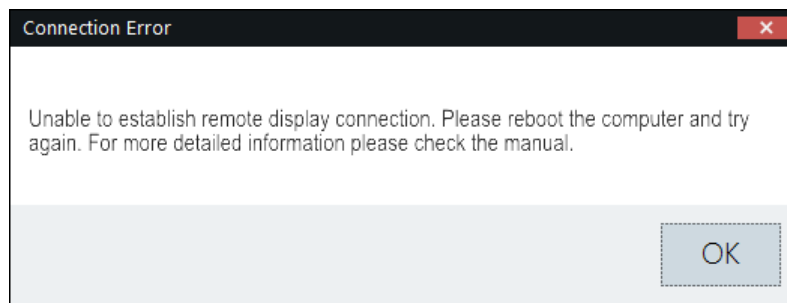 Connection Error
Unable to establish remote display connection. Please reboot the computer and try
again. For more detailed information please check the manual.
OK